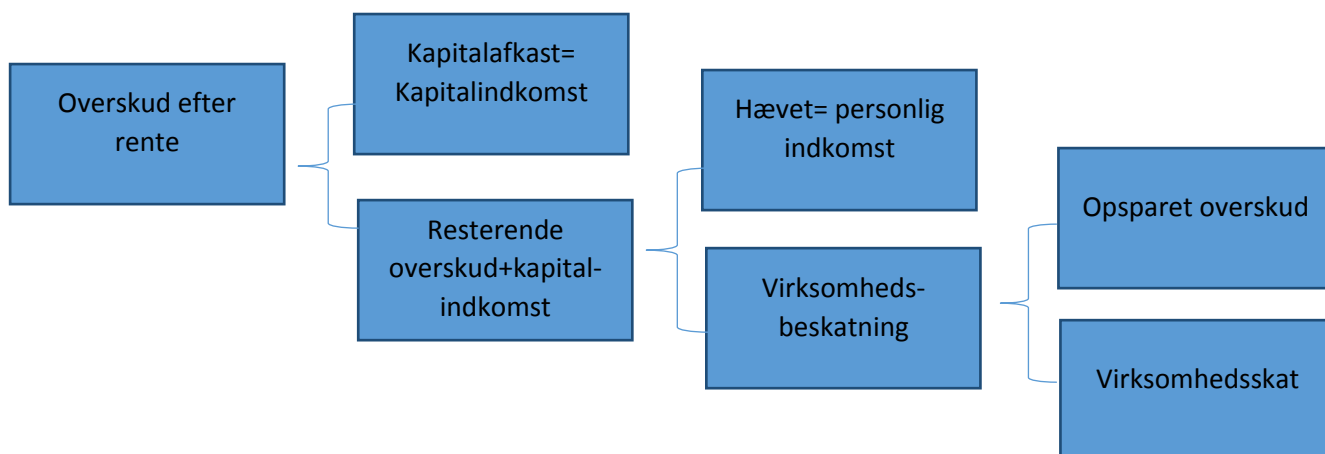 Overskud efter
rente
Kapitalafkast=
Kapitalindkomst
Resterende
overskud+kapital-
indkomst
Hævet= personlig
indkomst
Virksomheds-
beskatning
Opsparet overskud
Virksomhedsskat